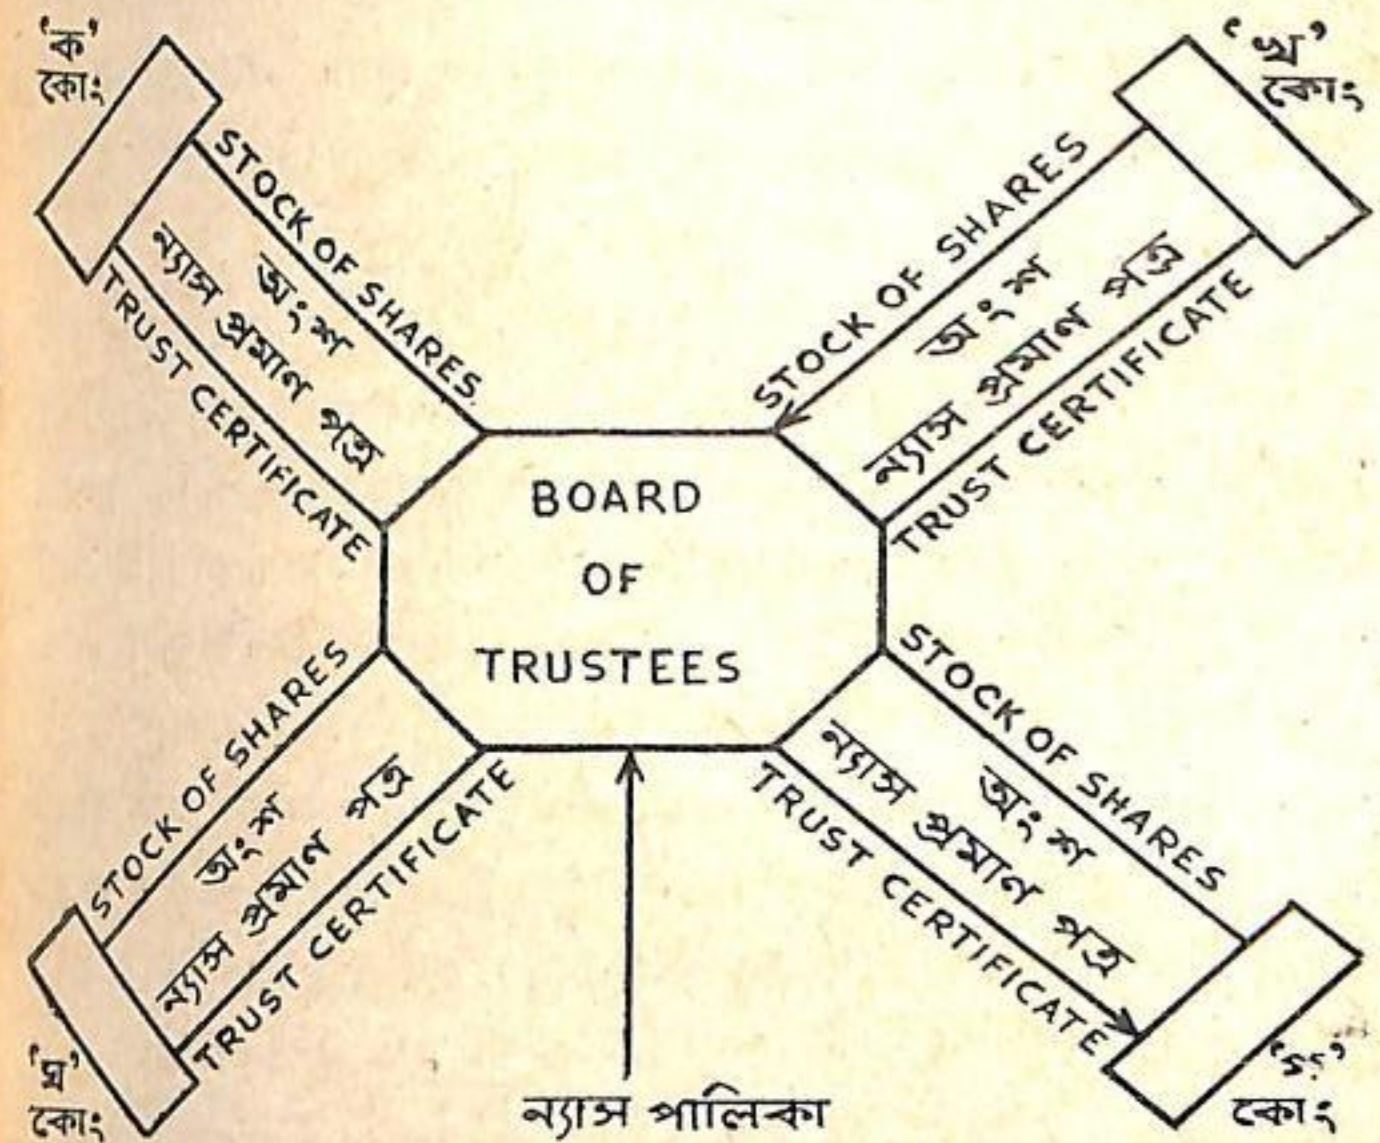 'ক'
কোং
STOCK OF SHARES
অংশ
ন্যাস প্রমাণ পত্র
TRUST CERTIFICATE
'খ'
কোং
STOCK OF SHARES
অংশ
ন্যাস প্রমাণ পত্র
TRUST CERTIFICATE
BOARD
OF
TRUSTEES
STOCK OF SHARES
অংশ
ন্যাস প্রমাণ পত্র
TRUST CERTIFICATE
'ঘ'
কোং
STOCK OF SHARES
অংশ
ন্যাস প্রমাণ পত্র
TRUST CERTIFICATE
কোং
ন্যাস পালিকা